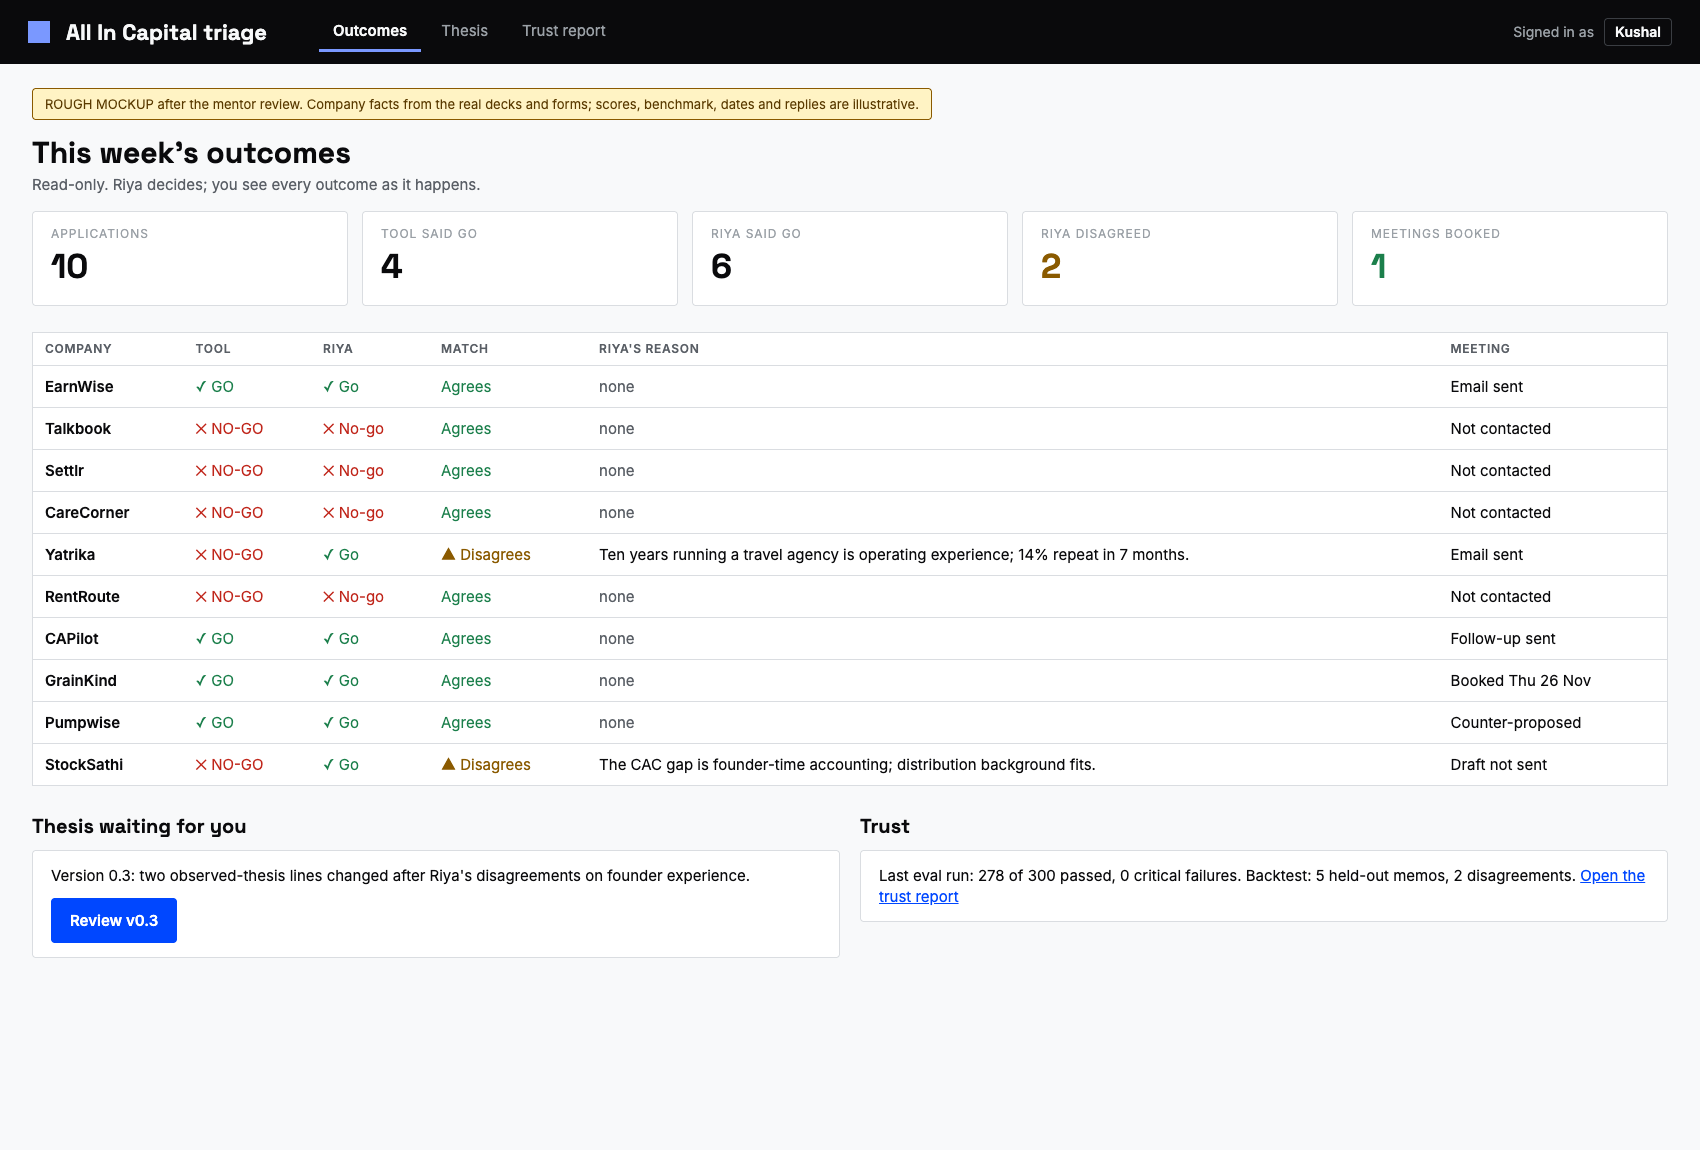 All In Capital triage
Outcomes
Thesis
Trust report
Signed in as
Kushal
ROUGH MOCKUP after the mentor review. Company facts from the real decks and forms; scores, benchmark, dates and replies are illustrative.
This week's outcomes
Read-only. Riya decides; you see every outcome as it happens.
APPLICATIONS
10
TOOL SAID GO
4
RIYA SAID GO
6
RIYA DISAGREED
2
MEETINGS BOOKED
1
COMPANY TOOL RIYA MATCH RIYA'S REASON MEETING
EarnWise ✓ GO ✓ Go Agrees none Email sent
Talkbook ✕ NO-GO ✕ No-go Agrees none Not contacted
Settlr ✕ NO-GO ✕ No-go Agrees none Not contacted
CareCorner ✕ NO-GO ✕ No-go Agrees none Not contacted
Yatrika ✕ NO-GO ✓ Go ▲ Disagrees Ten years running a travel agency is operating experience; 14% repeat in 7 months. Email sent
RentRoute ✕ NO-GO ✕ No-go Agrees none Not contacted
CAPilot ✓ GO ✓ Go Agrees none Follow-up sent
GrainKind ✓ GO ✓ Go Agrees none Booked Thu 26 Nov
Pumpwise ✓ GO ✓ Go Agrees none Counter-proposed
StockSathi ✕ NO-GO ✓ Go ▲ Disagrees The CAC gap is founder-time accounting; distribution background fits. Draft not sent
Thesis waiting for you
Version 0.3: two observed-thesis lines changed after Riya's disagreements on founder experience.
Review v0.3
Trust
Last eval run: 278 of 300 passed, 0 critical failures. Backtest: 5 held-out memos, 2 disagreements. Open the
trust report